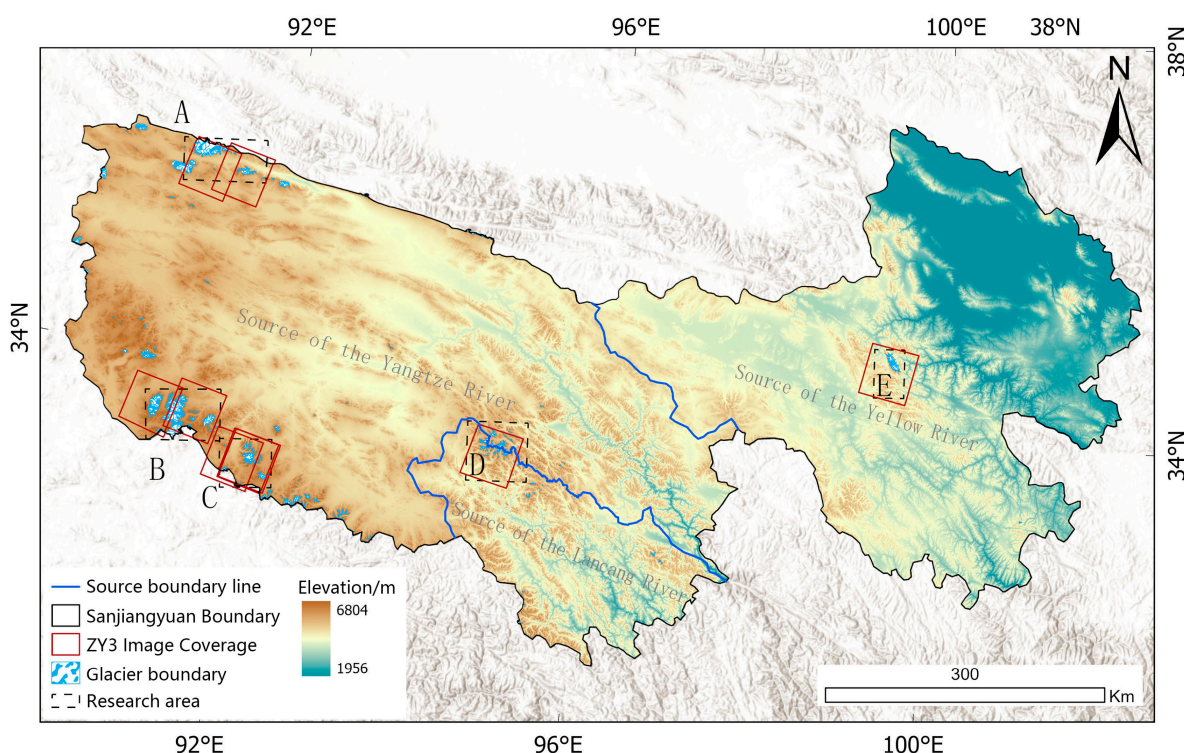 92°E 96°E 100°E 38°N
38°N
N
A
34°N
Source of the Yangtze River
Source of the Yellow River
E
B
C
D
34°N
Source of the Lancang River
Source boundary line
Sanjiangyuan Boundary
ZY3 Image Coverage
Glacier boundary
Research area
Elevation/m
6804
1956
300
Km
92°E 96°E 100°E